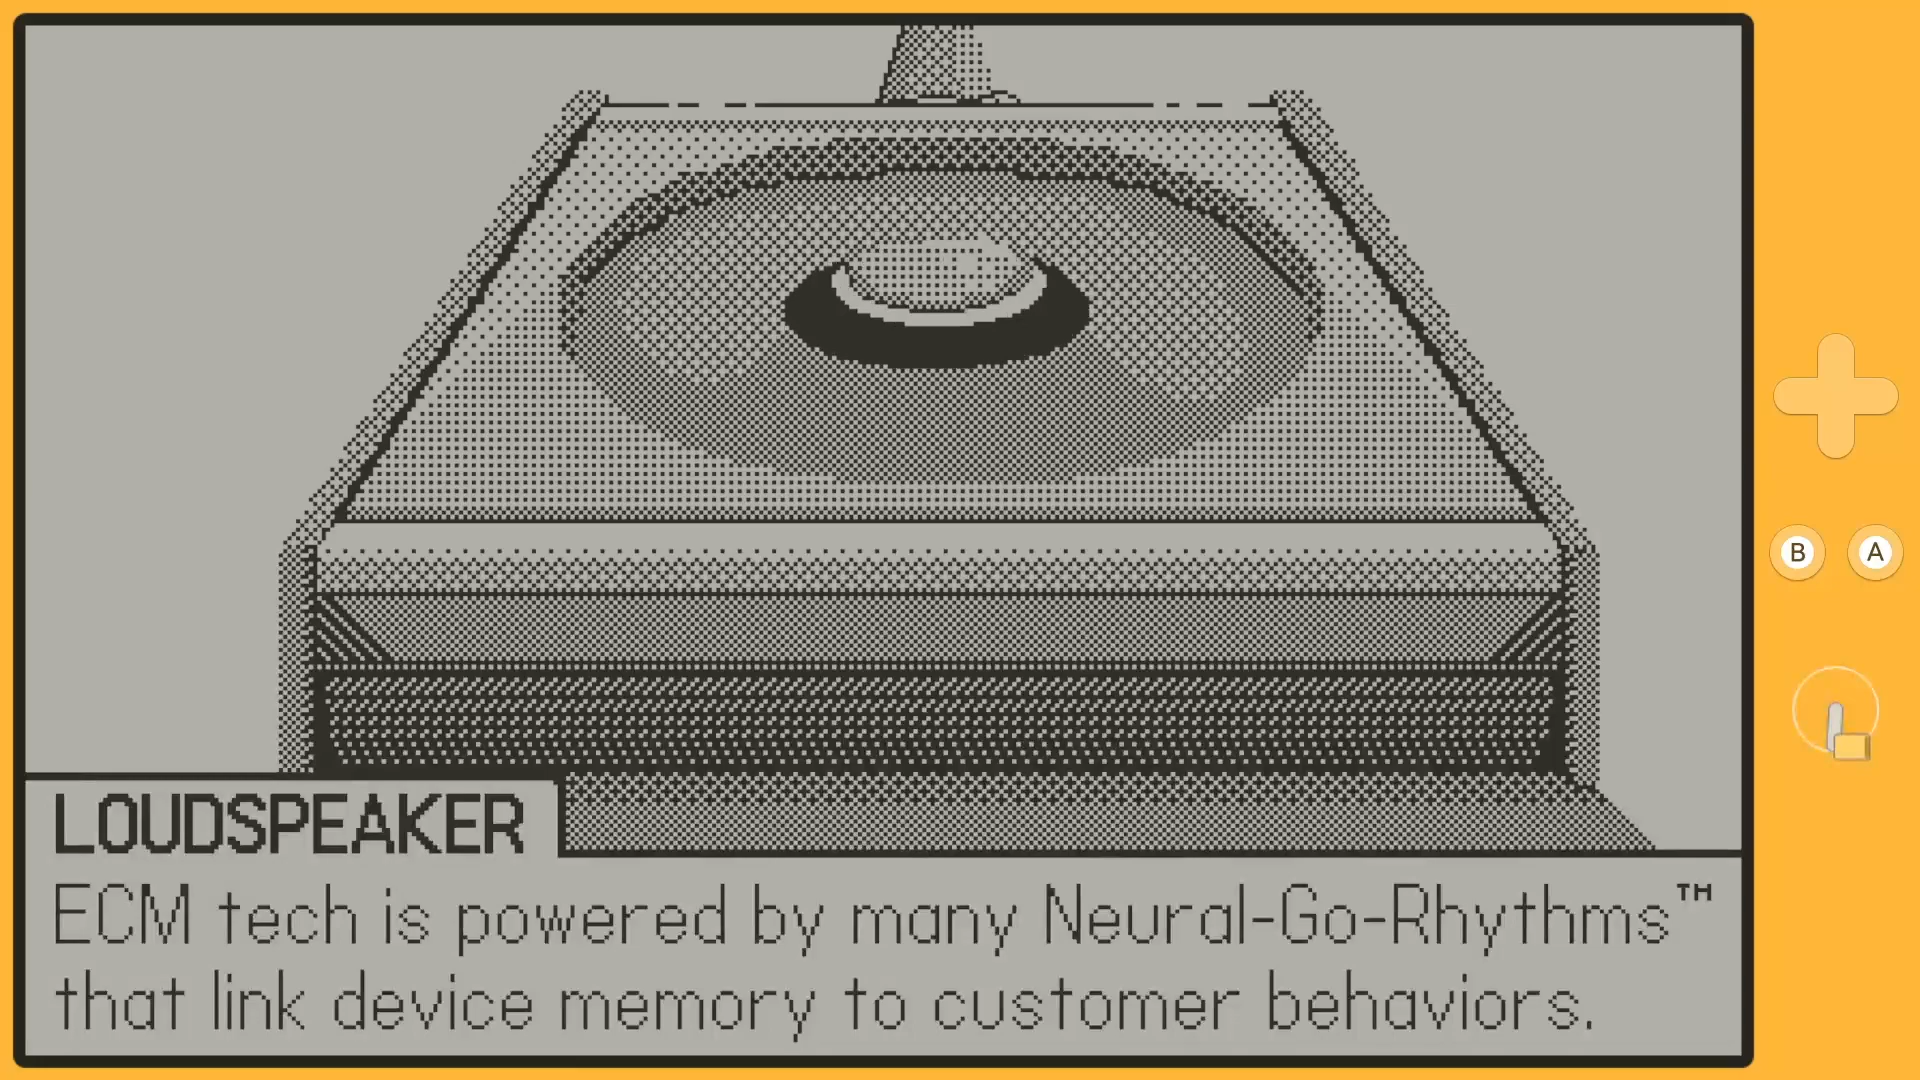 LOUDSPEAKER
ECM tech is powered by many Neural-Go-Rhythms™
that link device memory to customer behaviors.
B A